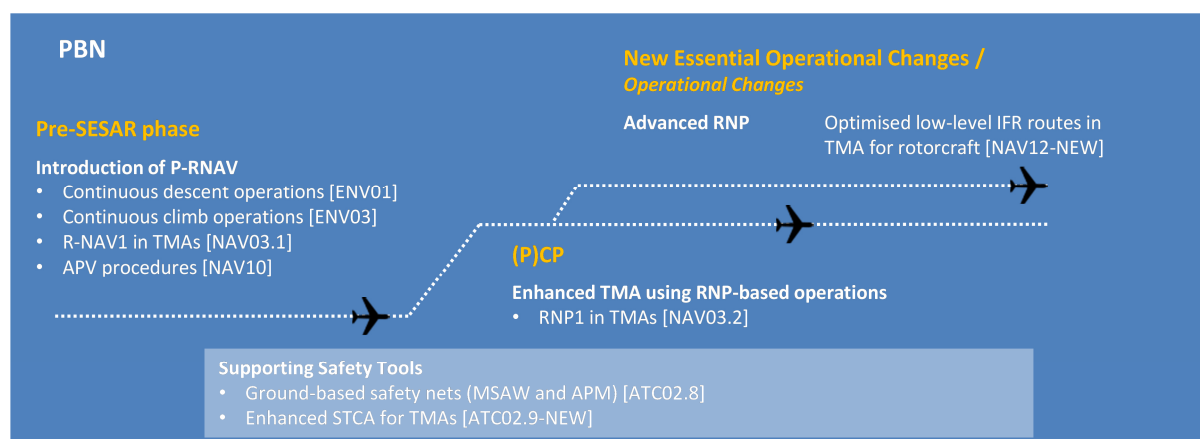 PBN
Pre-SESAR phase
Introduction of P-RNAV
• Continuous descent operations [ENV01]
• Continuous climb operations [ENV03]
• R-NAV1 in TMAs [NAV03.1]
• APV procedures [NAV10]
New Essential Operational Changes /
Operational Changes
Advanced RNP
Optimised low-level IFR routes in
TMA for rotorcraft [NAV12-NEW]
(P)CP
Enhanced TMA using RNP-based operations
• RNP1 in TMAs [NAV03.2]
Supporting Safety Tools
• Ground-based safety nets (MSAW and APM) [ATC02.8]
• Enhanced STCA for TMAs [ATC02.9-NEW]